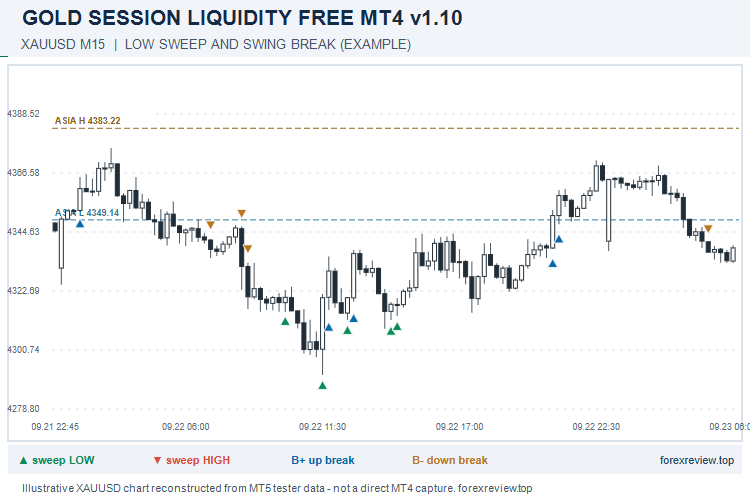 GOLD SESSION LIQUIDITY FREE MT4 v1.10
XAUUSD M15 | LOW SWEEP AND SWING BREAK (EXAMPLE)
4388.52
ASIA H 4383.22
4366.58
ASIA L 4349.14
4344.63
4322.69
4300.74
4278.80
09.21 22:45 09.22 06:00 09.22 11:30 09.22 17:00 09.22 22:30 09.23 06:0
▲ sweep LOW ▼ sweep HIGH B+ up break B- down break forexreview.top
Illustrative XAUUSD chart reconstructed from MT5 tester data - not a direct MT4 capture. forexreview.top